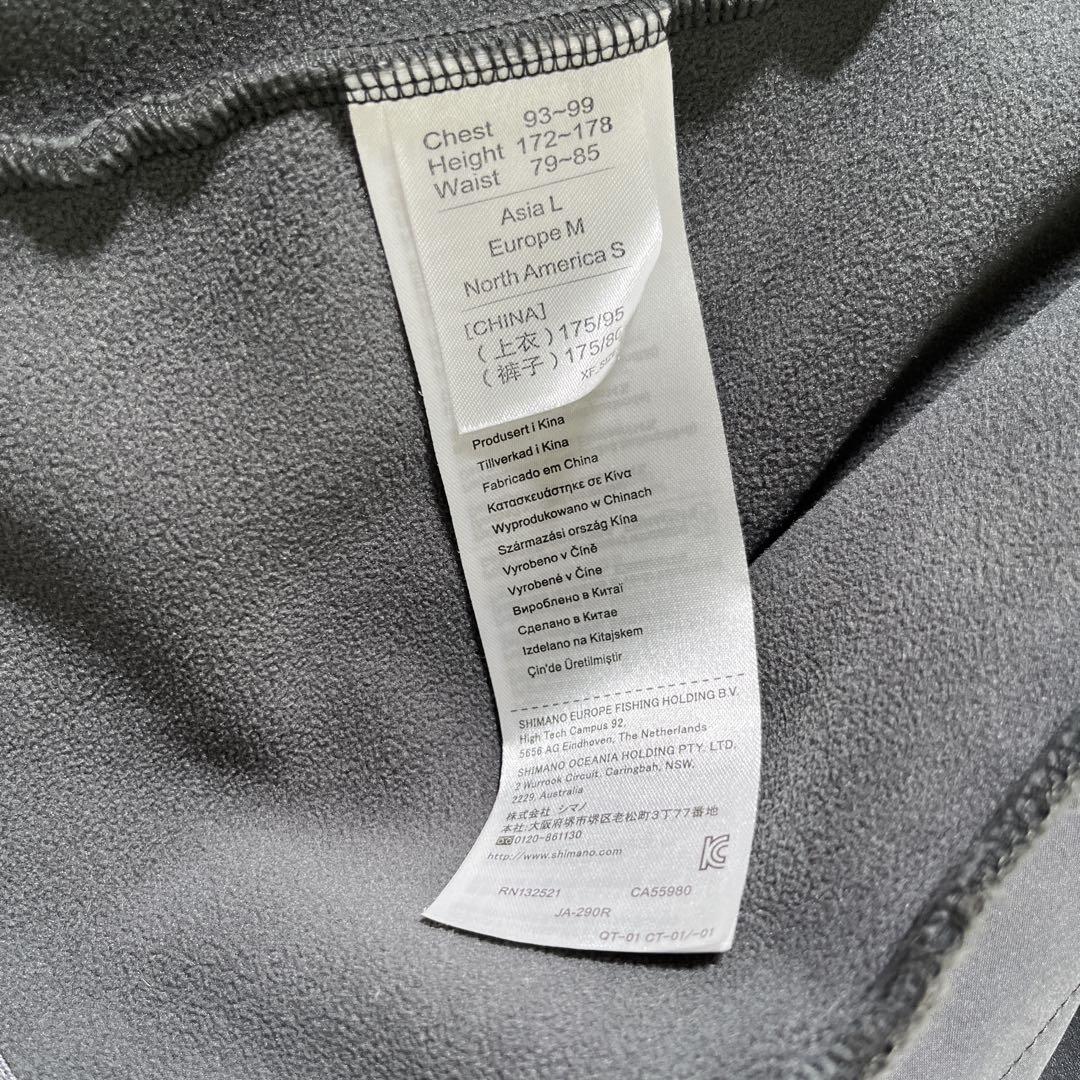 Chest 93~99
Height 172~178
Waist 79~85
Asia L
Europe M
North America S
[CHINA]
(上衣)175/95
(裤子)175/80
XF.
Produsert i Kina
Tillverkad i Kina
Fabricado em China
Κατασκευάστηκε σε Κίνα
Wyprodukowano w Chinach
Származási ország Kína
Vyrobeno v Číně
Vyrobené v Číne
Вироблено в Китаї
Сделано в Китае
Izdelano na Kitajskem
Çin'de Üretilmiştir
SHIMANO EUROPE FISHING HOLDING B.V.
High Tech Campus 92,
5656 AG Eindhoven, The Netherlands
SHIMANO OCEANIA HOLDING PTY. LTD.
2 Wurrook Circuit, Caringbah, NSW,
2229, Australia
株式会社 シマノ
本社:大阪府堺市堺区老松町3丁77番地
0120-861130
http://www.shimano.com
RN132521 CA55980
JA-290R
QT-01 CT-01/-01